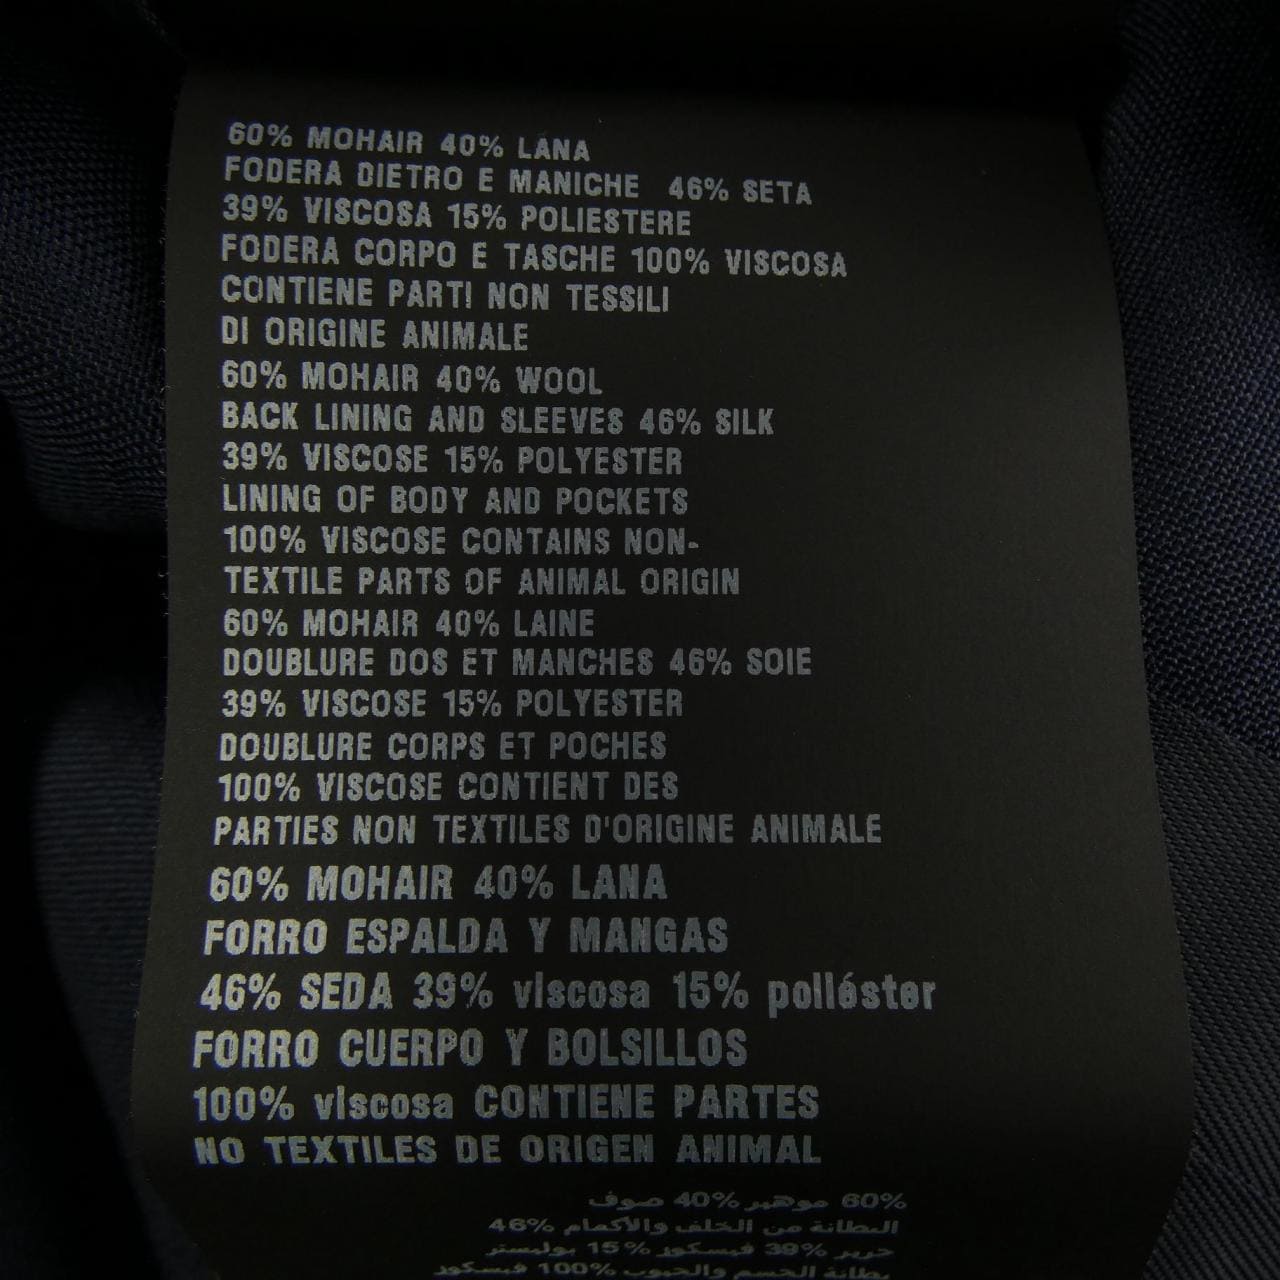 60% MOHAIR 40% LANA
FODERA DIETRO E MANICHE 46% SETA
39% VISCOSA 15% POLIESTERE
FODERA CORPO E TASCHE 100% VISCOSA
CONTIENE PARTI NON TESSILI
DI ORIGINE ANIMALE
60% MOHAIR 40% WOOL
BACK LINING AND SLEEVES 46% SILK
39% VISCOSE 15% POLYESTER
LINING OF BODY AND POCKETS
100% VISCOSE CONTAINS NON-
TEXTILE PARTS OF ANIMAL ORIGIN
60% MOHAIR 40% LAINE
DOUBLURE DOS ET MANCHES 46% SOIE
39% VISCOSE 15% POLYESTER
DOUBLURE CORPS ET POCHES
100% VISCOSE CONTIENT DES
PARTIES NON TEXTILES D'ORIGINE ANIMALE
60% MOHAIR 40% LANA
FORRO ESPALDA Y MANGAS
46% SEDA 39% viscosa 15% poliéster
FORRO CUERPO Y BOLSILLOS
100% viscosa CONTIENE PARTES
NO TEXTILES DE ORIGEN ANIMAL
60% موهير 40% صوف
البطانة من الخلف والأكمام 46%
حرير 39% فيسكوز 15% بوليستر
بطانة الجسم والجيوب 100% فيسكوز